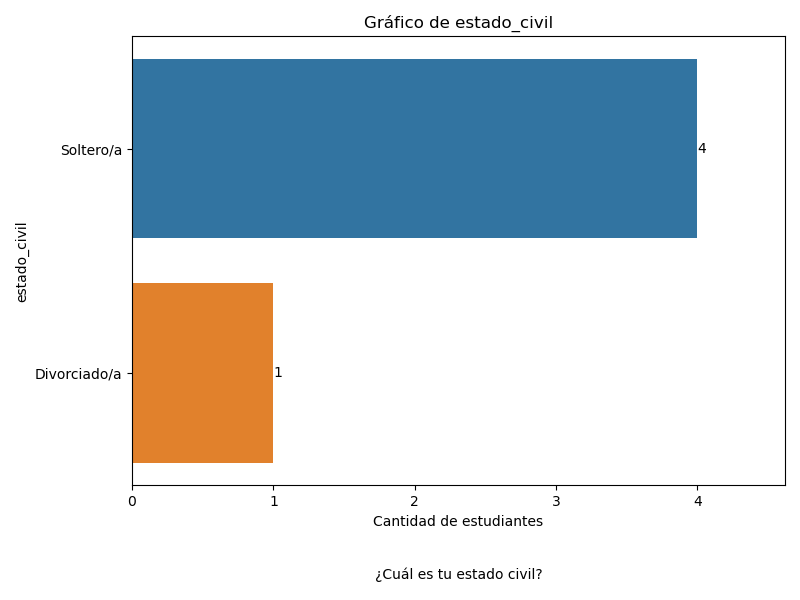 Gráfico de estado_civil
estado_civil
Soltero/a
4
Divorciado/a
1
0 1 2 3 4
Cantidad de estudiantes
¿Cuál es tu estado civil?